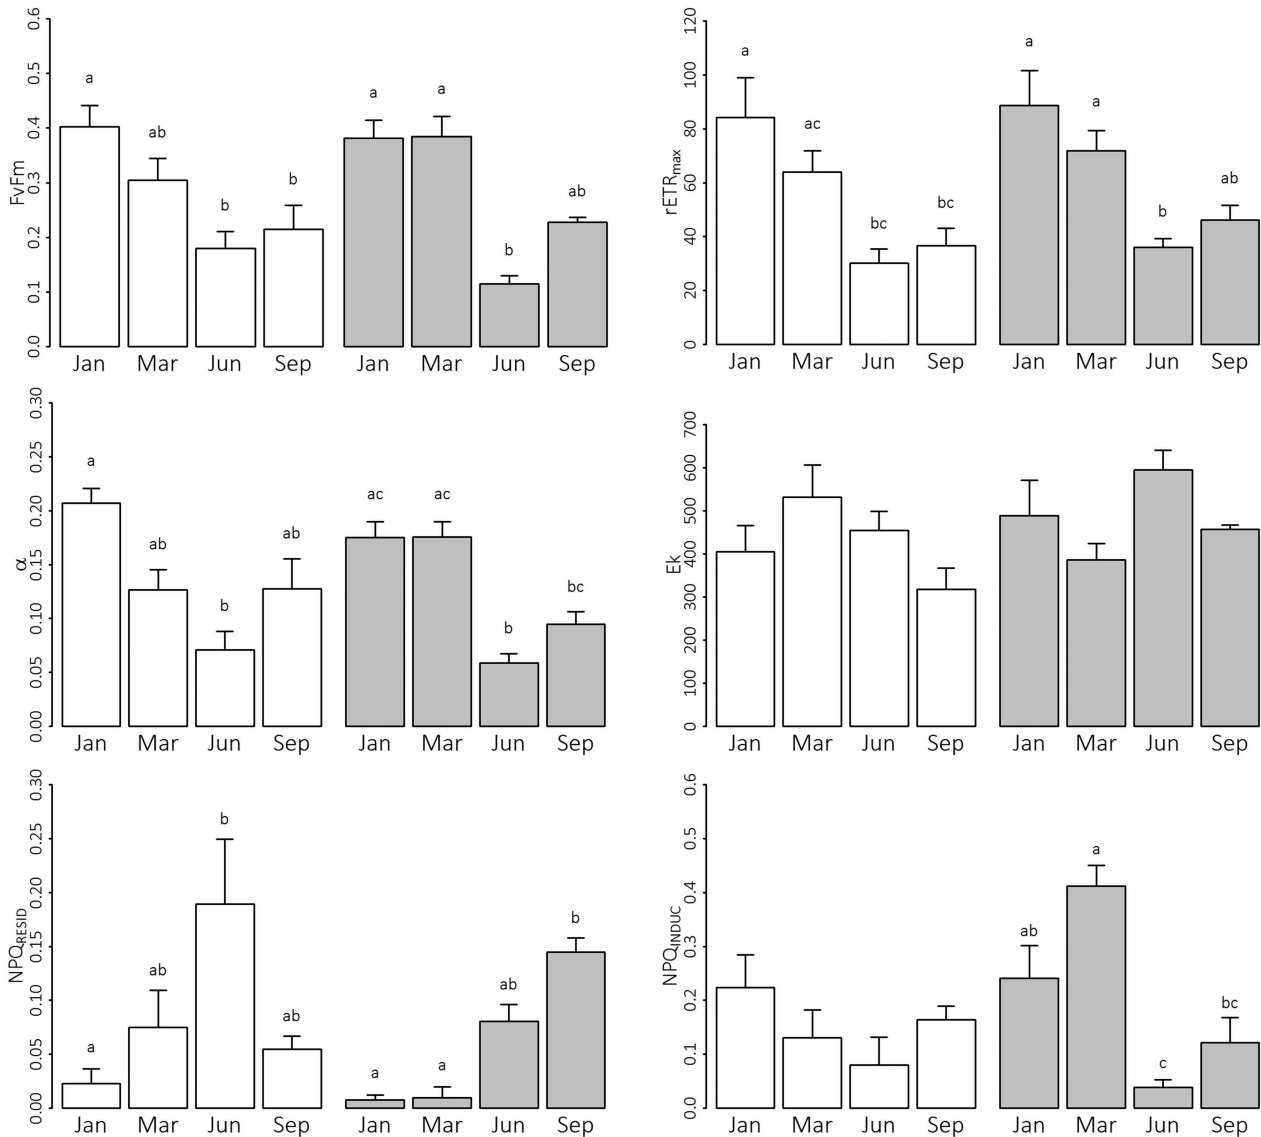 FvFm
0.0 0.1 0.2 0.3 0.4 0.5 0.6
a ab b b a a b ab
Jan Mar Jun Sep Jan Mar Jun Sep
rETRmax
0 20 40 60 80 100 120
a ac bc bc a a b ab
Jan Mar Jun Sep Jan Mar Jun Sep
α
0.00 0.05 0.10 0.15 0.20 0.25 0.30
a ab b ab ac ac b bc
Jan Mar Jun Sep Jan Mar Jun Sep
Ek
0 100 200 300 400 500 600 700
Jan Mar Jun Sep Jan Mar Jun Sep
NPQRESID
0.00 0.05 0.10 0.15 0.20 0.25 0.30
a ab b ab a a ab b
Jan Mar Jun Sep Jan Mar Jun Sep
NPQINDUC
0.0 0.1 0.2 0.3 0.4 0.5 0.6
ab a c bc
Jan Mar Jun Sep Jan Mar Jun Sep